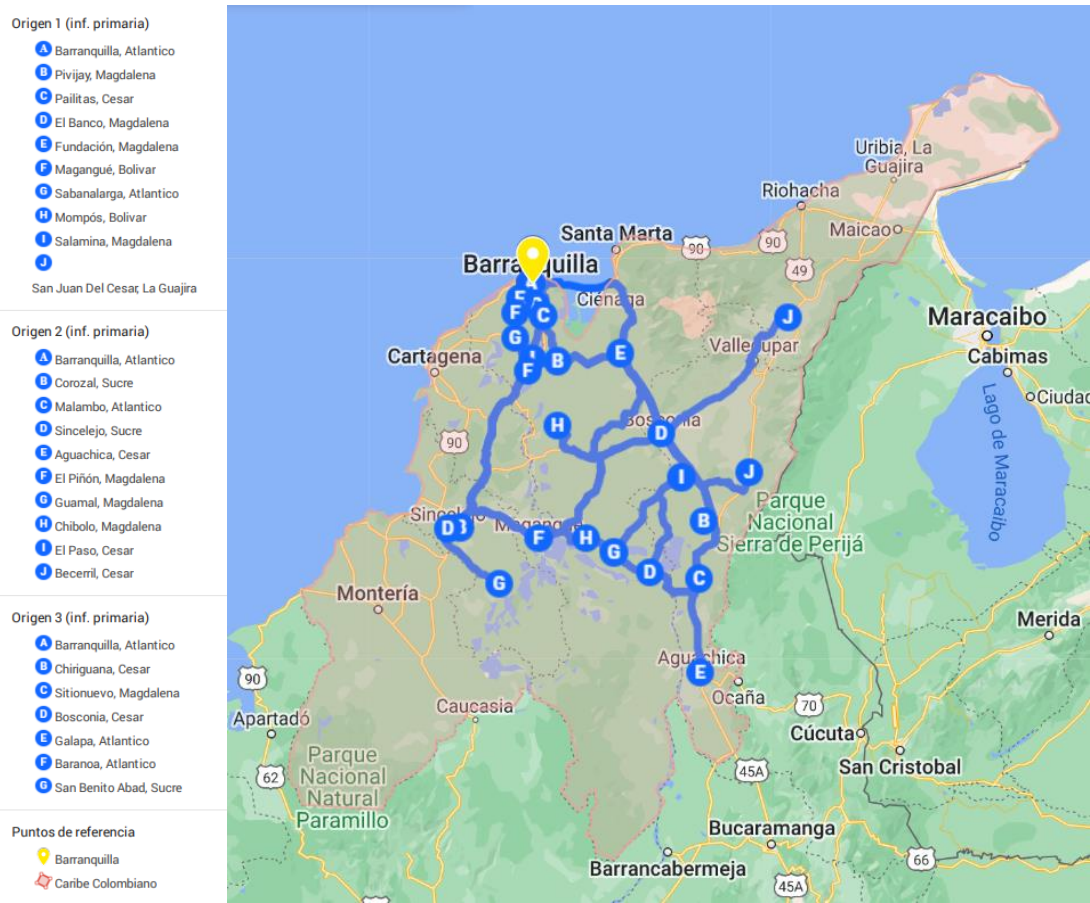 Origen 1 (inf. primaria)
A Barranquilla, Atlantico
B Pivijay, Magdalena
C Pailitas, Cesar
D El Banco, Magdalena
E Fundación, Magdalena
F Magangué, Bolivar
G Sabanalarga, Atlantico
H Mompós, Bolivar
I Salamina, Magdalena
J
San Juan Del Cesar, La Guajira
Origen 2 (inf. primaria)
A Barranquilla, Atlantico
B Corozal, Sucre
C Malambo, Atlantico
D Sincelejo, Sucre
E Aguachica, Cesar
F El Piñón, Magdalena
G Guamal, Magdalena
H Chibolo, Magdalena
I El Paso, Cesar
J Becerril, Cesar
Origen 3 (inf. primaria)
A Barranquilla, Atlantico
B Chiriguana, Cesar
C Sitionuevo, Magdalena
D Bosconia, Cesar
E Galapa, Atlantico
F Baranoa, Atlantico
G San Benito Abad, Sucre
Puntos de referencia
Barranquilla
Caribe Colombiano
Uribia, La
Guajira
Riohacha
Maicao
Santa Marta
90
90
49
Barranquilla
Ciénaga
E
F
C
G
J
Maracaibo
Cartagena
F
B
E
Valledupar
Cabimas
Ciudad
Lago de Maracaibo
H
Bosconia
D
90
I
J
Parque
Nacional
Sierra de Perijá
B
Sincelejo
D
B
Magangué
F
H
G
D
C
G
Montería
Merida
Aguachica
E
Ocaña
90
70
Caucasia
Apartadó
Cúcuta
San Cristobal
62
Parque
Nacional
Natural
Paramillo
45A
Bucaramanga
66
Barrancabermeja
45A